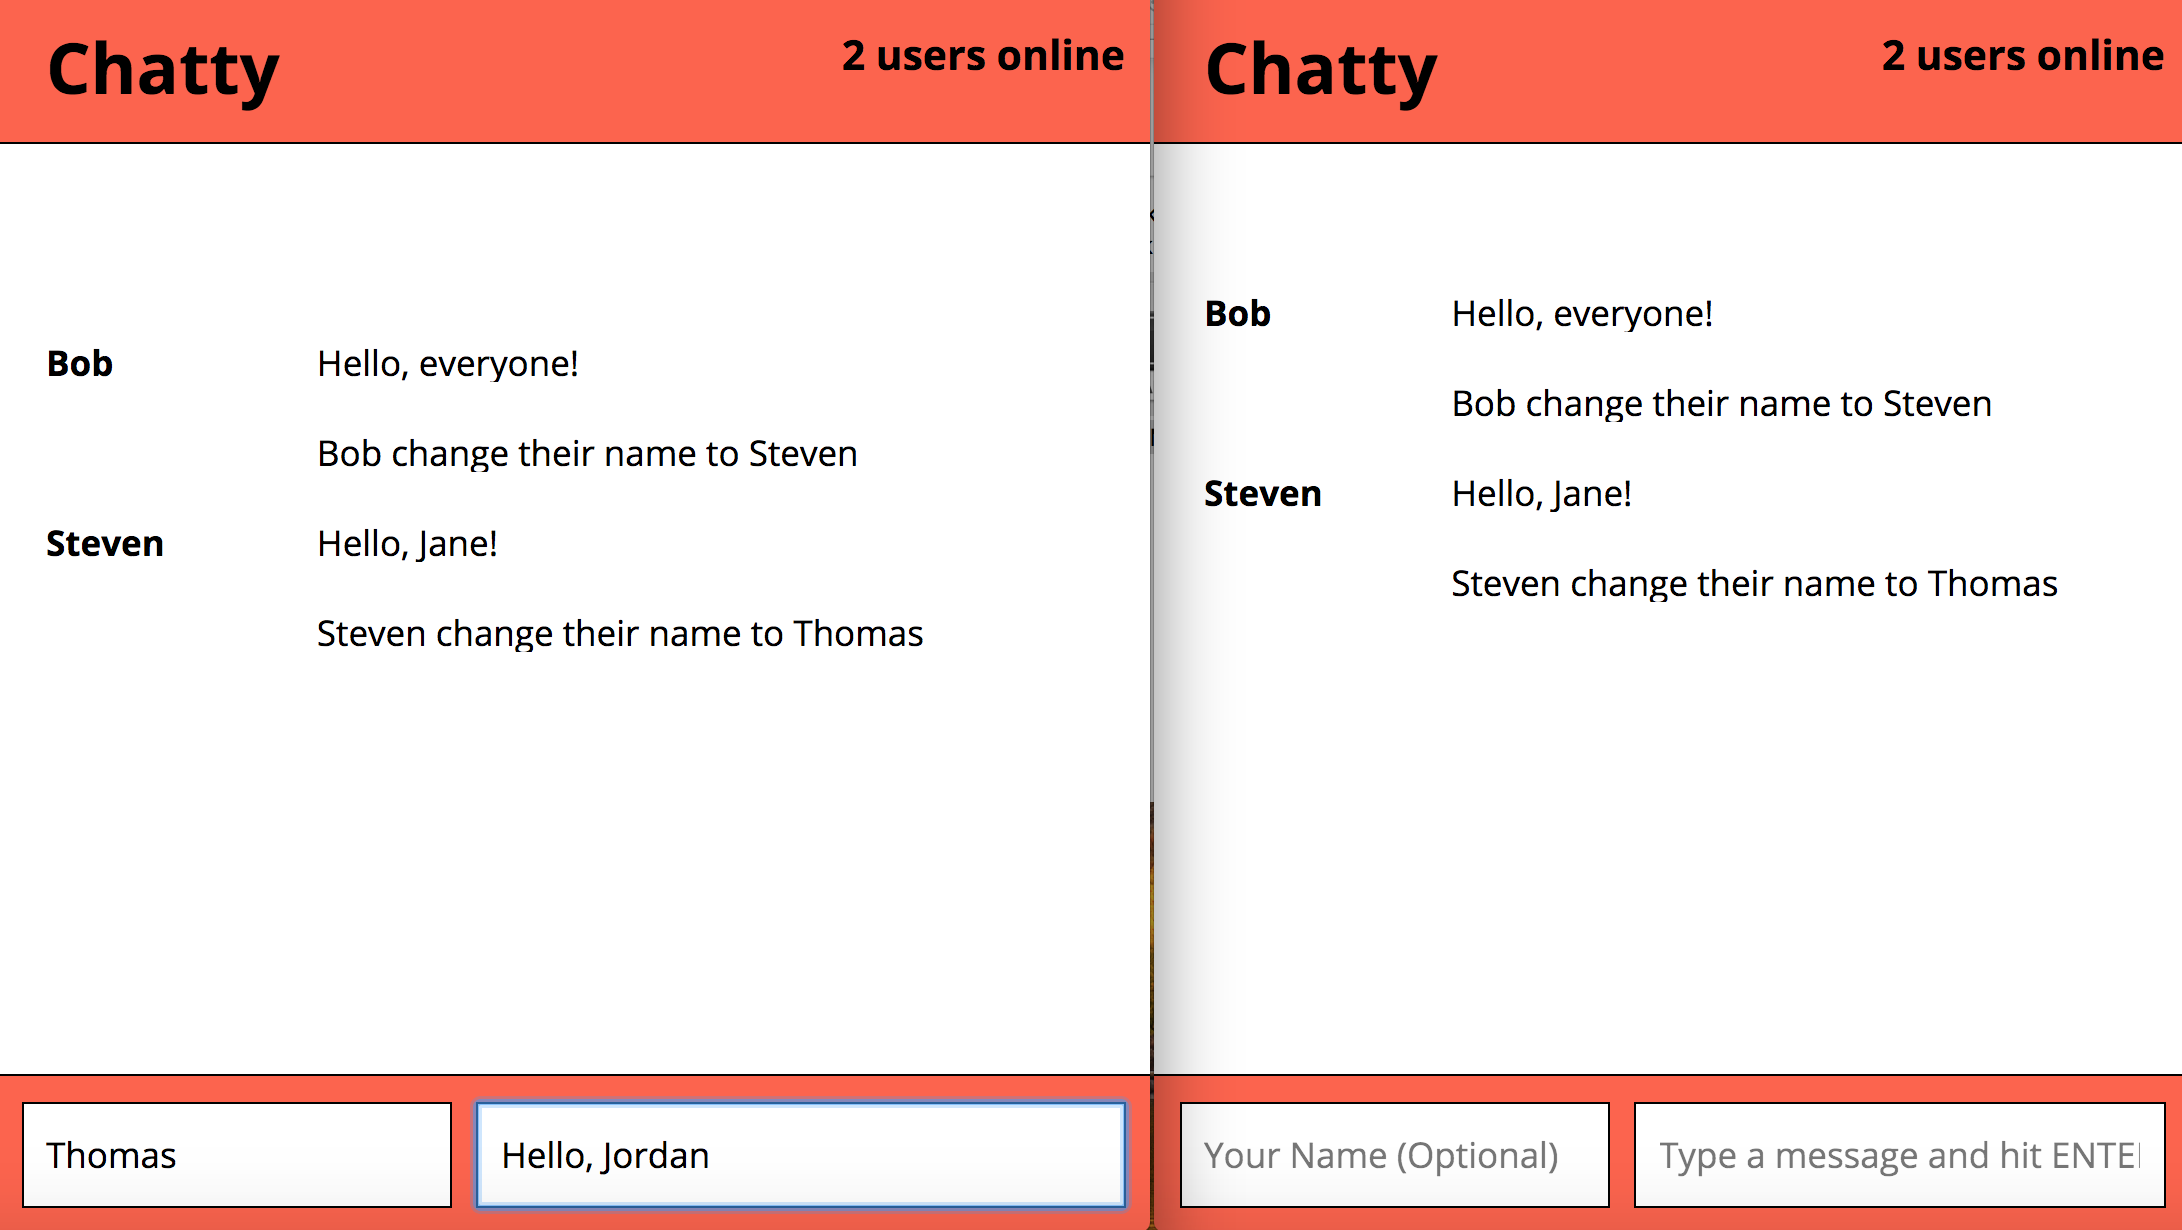 Chatty
2 users online
Bob Hello, everyone!
Bob change their name to Steven
Steven Hello, Jane!
Steven change their name to Thomas
Thomas
Hello, Jordan
Chatty
2 users online
Bob Hello, everyone!
Bob change their name to Steven
Steven Hello, Jane!
Steven change their name to Thomas
Your Name (Optional)
Type a message and hit ENTE